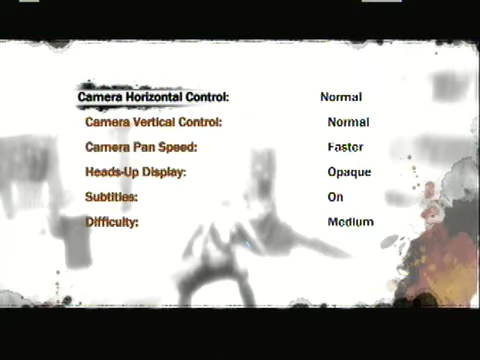 Camera Horizontal Control: Normal
Camera Vertical Control: Normal
Camera Pan Speed: Faster
Heads-Up Display: Opaque
Subtitles: On
Difficulty: Medium